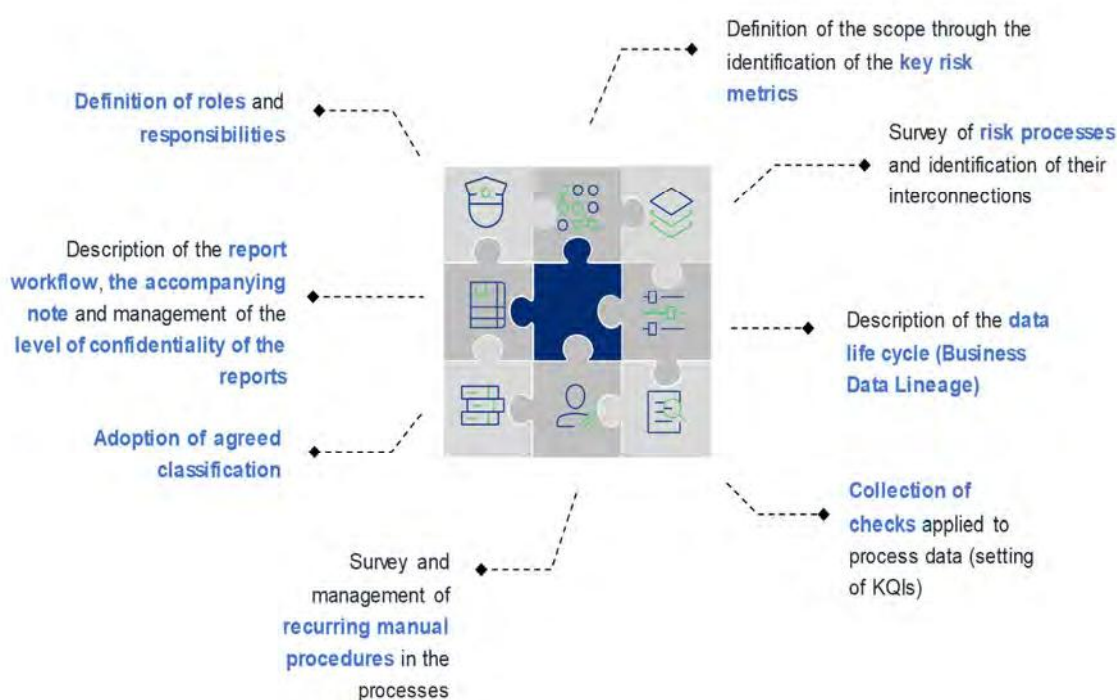 Definition of the scope through the
identification of the key risk
metrics
Definition of roles and
responsibilities
Survey of risk processes
and identification of their
interconnections
Description of the report
workflow, the accompanying
note and management of the
level of confidentiality of the
reports
Description of the data
life cycle (Business
Data Lineage)
Adoption of agreed
classification
Collection of
checks applied to
process data (setting
of KQIs)
Survey and
management of
recurring manual
procedures in the
processes